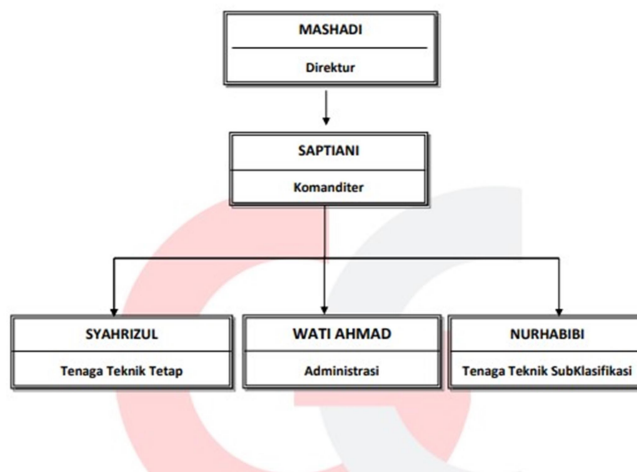 MASHADI
Direktur
SAPTIANI
Komanditer
SYAHRIZUL
Tenaga Teknik Tetap
WATI AHMAD
Administrasi
NURHABIBI
Tenaga Teknik SubKlasifikasi